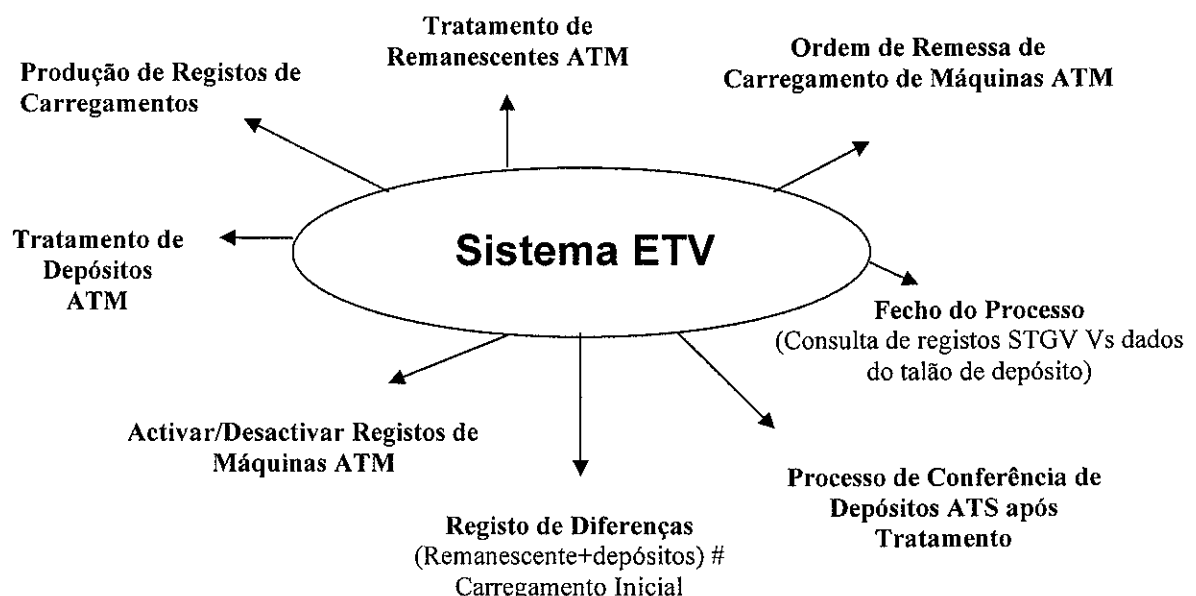 Tratamento de
Remanescentes ATM
Ordem de Remessa de
Carregamento de Máquinas ATM
Produção de Registos de
Carregamentos
Tratamento de
Depósitos
ATM
Sistema ETV
Fecho do Processo
(Consulta de registos STGV Vs dados
do talão de depósito)
Activar/Desactivar Registos de
Máquinas ATM
Processo de Conferência de
Depósitos ATS após
Tratamento
Registo de Diferenças
(Remanescente+depósitos) #
Carregamento Inicial